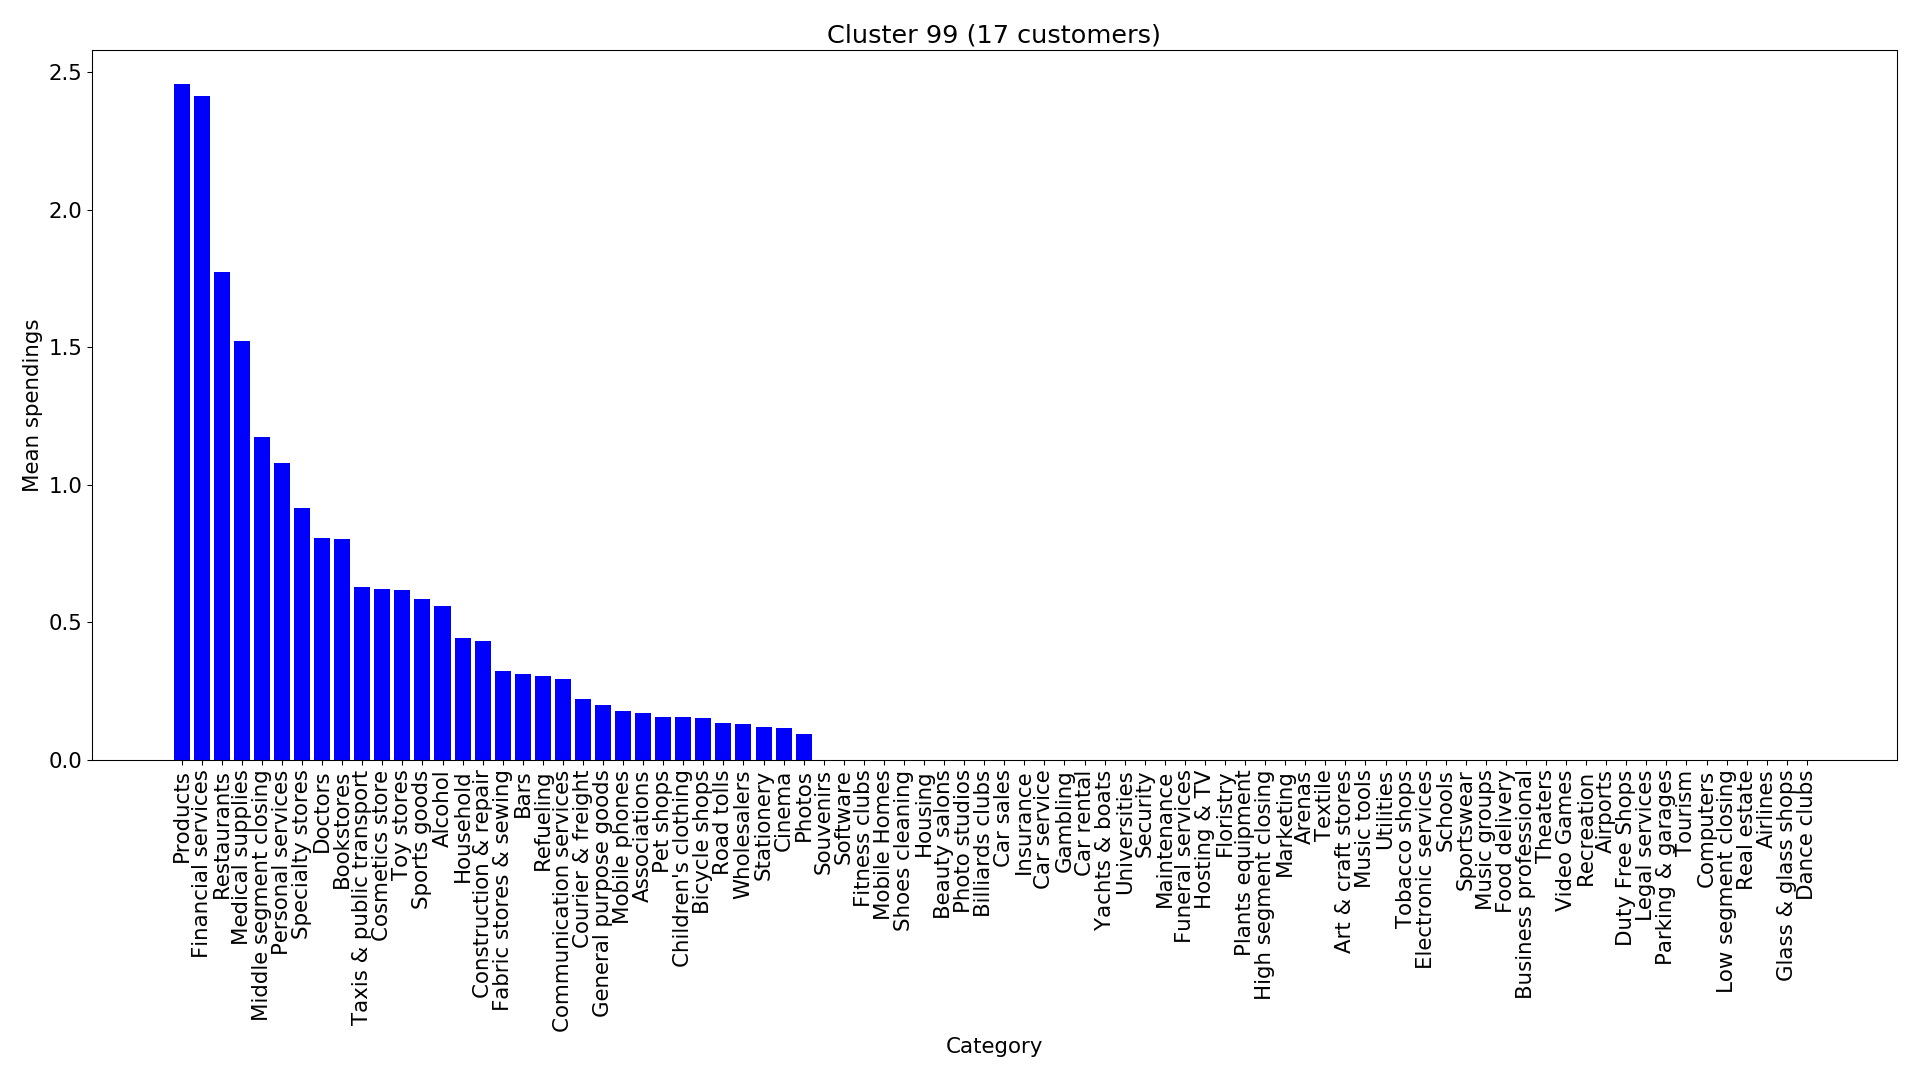 Cluster 99 (17 customers)
Mean spendings
2.5
2.0
1.5
1.0
0.5
0.0
Products
Financial services
Restaurants
Medical supplies
Middle segment closing
Personal services
Specialty stores
Doctors
Bookstores
Taxis & public transport
Cosmetics store
Toy stores
Sports goods
Alcohol
Household
Construction & repair
Fabric stores & sewing
Bars
Refueling
Communication services
Courier & freight
General purpose goods
Mobile phones
Associations
Pet shops
Children's clothing
Bicycle shops
Road tolls
Wholesalers
Stationery
Cinema
Photos
Souvenirs
Software
Fitness clubs
Mobile Homes
Shoes cleaning
Housing
Beauty salons
Photo studios
Billiards clubs
Car sales
Insurance
Car service
Gambling
Car rental
Yachts & boats
Universities
Security
Maintenance
Funeral services
Hosting & TV
Floristry
Plants equipment
High segment closing
Marketing
Arenas
Textile
Art & craft stores
Music tools
Utilities
Tobacco shops
Electronic services
Schools
Sportswear
Music groups
Food delivery
Business professional
Theaters
Video Games
Recreation
Airports
Duty Free Shops
Legal services
Parking & garages
Tourism
Computers
Low segment closing
Real estate
Airlines
Glass & glass shops
Dance clubs
Category